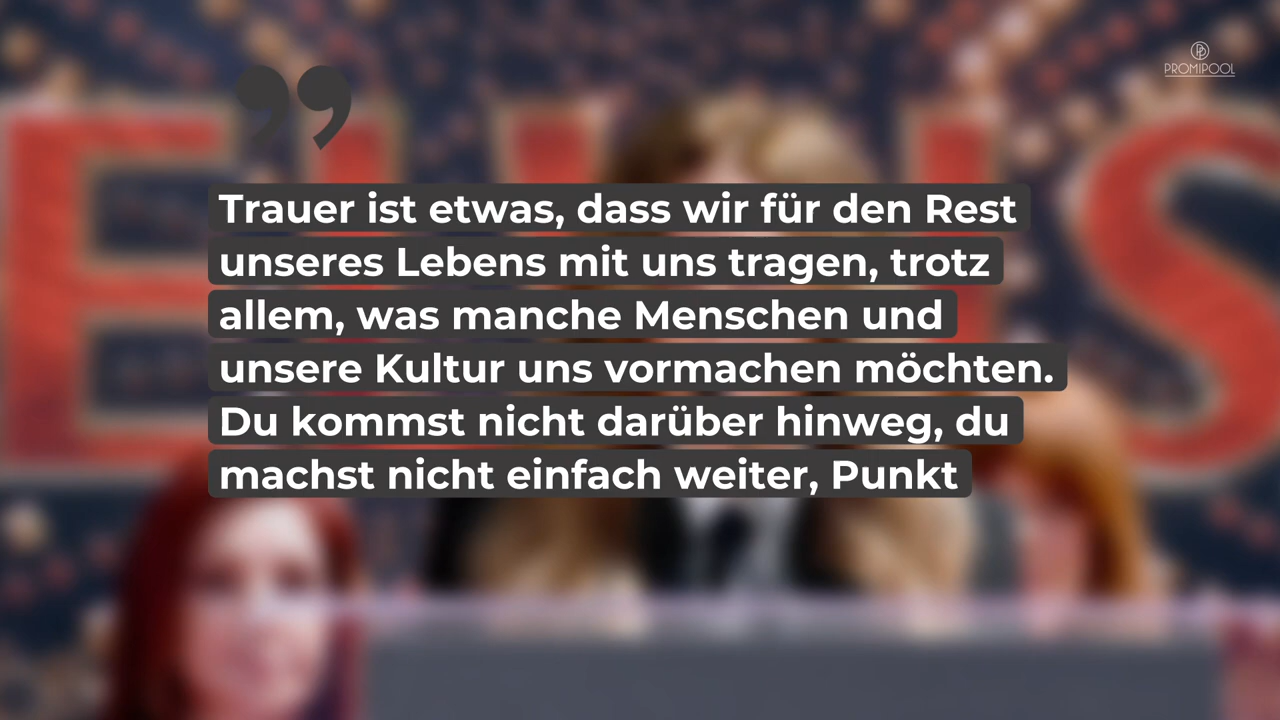 PROMIPOOL
ELVIS
”
Trauer ist etwas, dass wir für den Rest
unseres Lebens mit uns tragen, trotz
allem, was manche Menschen und
unsere Kultur uns vormachen möchten.
Du kommst nicht darüber hinweg, du
machst nicht einfach weiter, Punkt